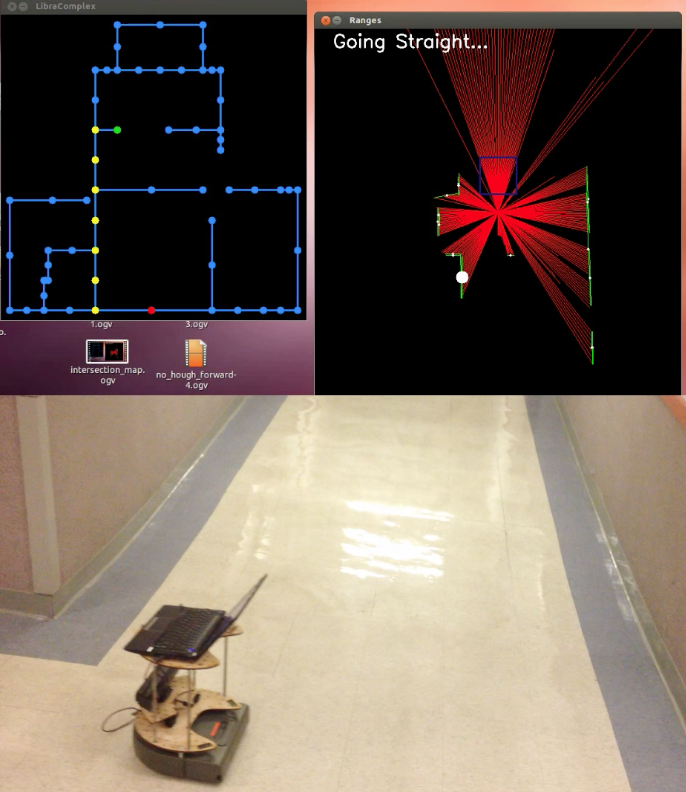 LibraComplex
Ranges
Going Straight...
1.ogv
3.ogv
intersection_map.
ogv
no_hough_forward-
4.ogv